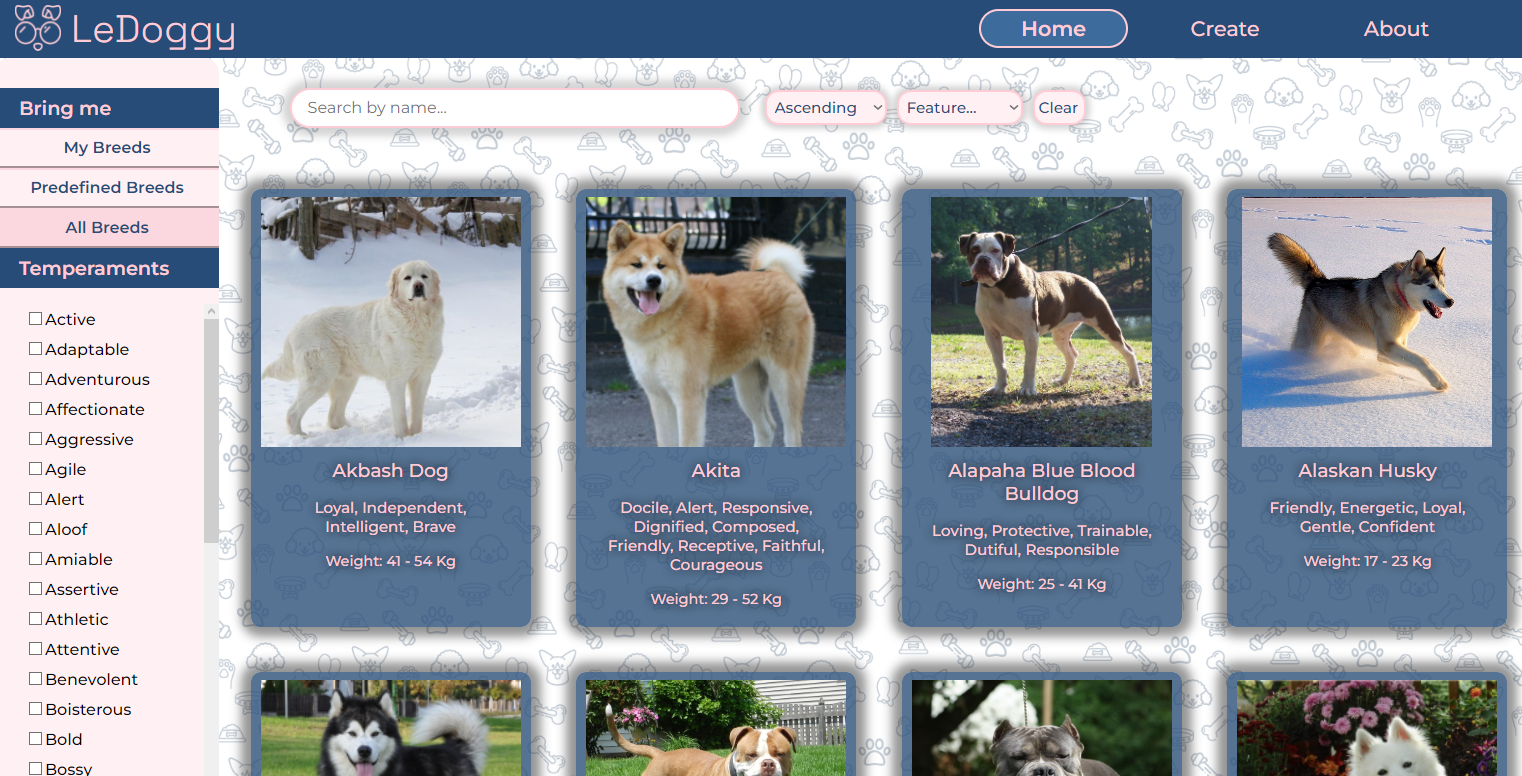 LeDoggy
Home
Create
About
Bring me
My Breeds
Predefined Breeds
All Breeds
Temperaments
Active
Adaptable
Adventurous
Affectionate
Aggressive
Agile
Alert
Aloof
Amiable
Assertive
Athletic
Attentive
Benevolent
Boisterous
Bold
Bossy
Search by name...
Ascending
Feature...
Clear
Akbash Dog
Loyal, Independent,
Intelligent, Brave
Weight: 41 - 54 Kg
Akita
Docile, Alert, Responsive,
Dignified, Composed,
Friendly, Receptive, Faithful,
Courageous
Weight: 29 - 52 Kg
Alapaha Blue Blood
Bulldog
Loving, Protective, Trainable,
Dutiful, Responsible
Weight: 25 - 41 Kg
Alaskan Husky
Friendly, Energetic, Loyal,
Gentle, Confident
Weight: 17 - 23 Kg